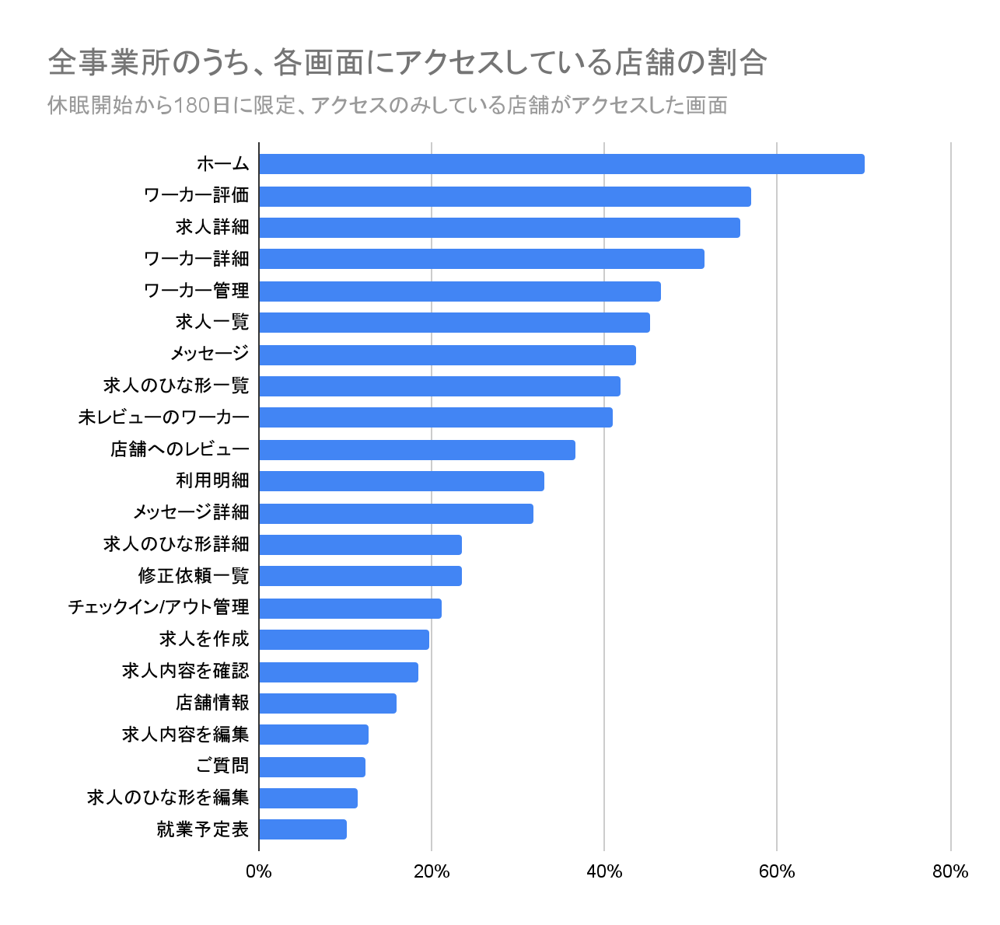 全事業所のうち、各画面にアクセスしている店舗の割合
休眠開始から180日に限定、アクセスのみしている店舗がアクセスした画面
ホーム
ワーカー評価
求人詳細
ワーカー詳細
ワーカー管理
求人一覧
メッセージ
求人のひな形一覧
未レビューのワーカー
店舗へのレビュー
利用明細
メッセージ詳細
求人のひな形詳細
修正依頼一覧
チェックイン/アウト管理
求人を作成
求人内容を確認
店舗情報
求人内容を編集
ご質問
求人のひな形を編集
就業予定表
0% 20% 40% 60% 80%